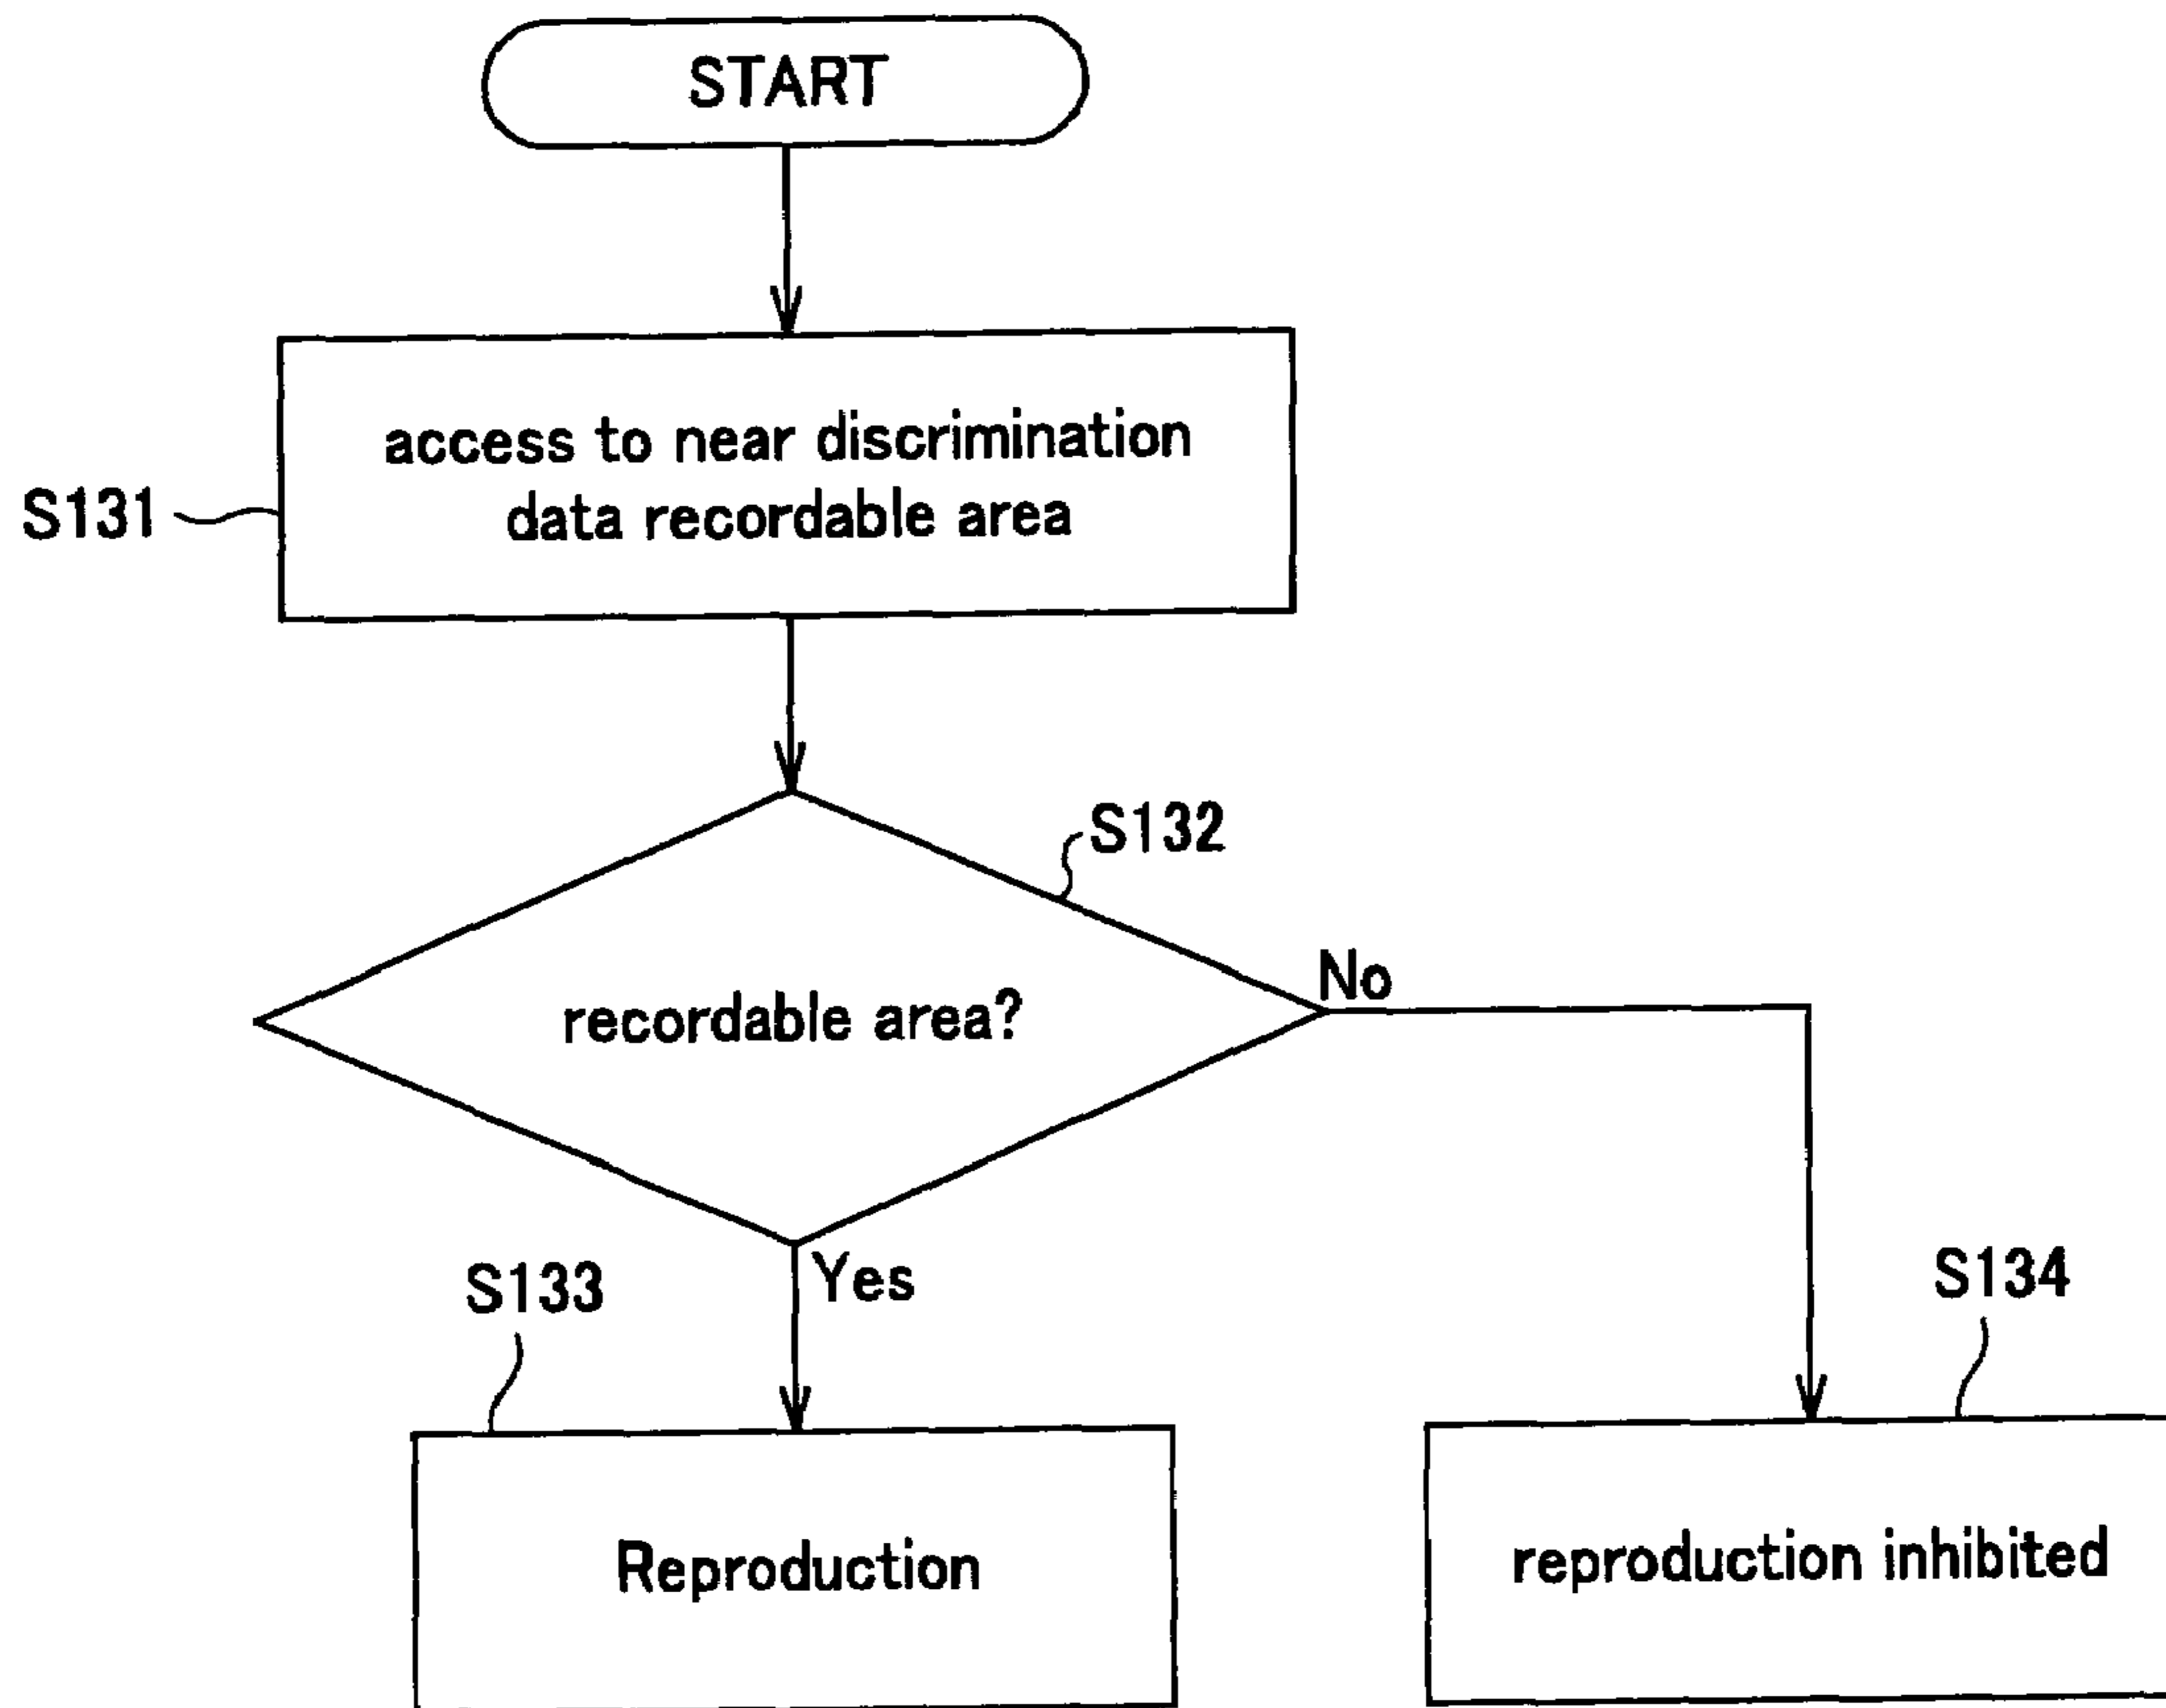 START
access to near discrimination
data recordable area
S131
S132
recordable area?
No
Yes
S133
S134
Reproduction
reproduction inhibited